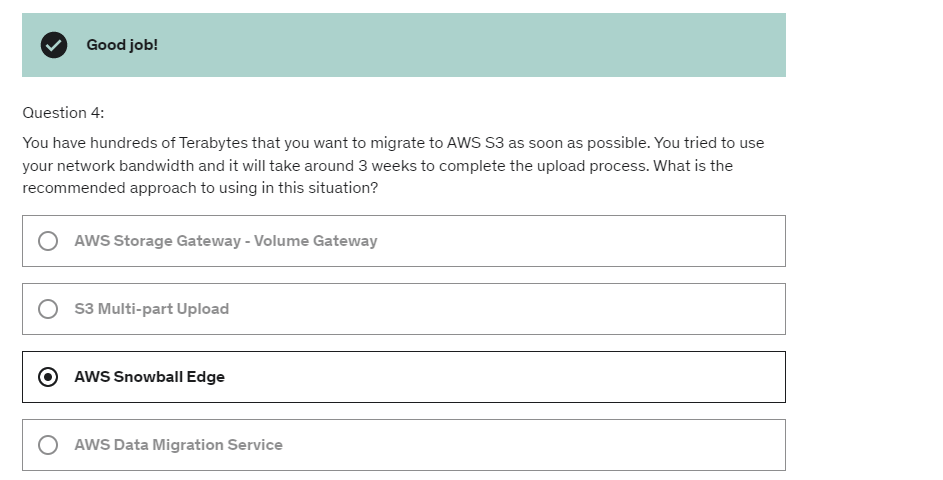 Good job!
Question 4:
You have hundreds of Terabytes that you want to migrate to AWS S3 as soon as possible. You tried to use
your network bandwidth and it will take around 3 weeks to complete the upload process. What is the
recommended approach to using in this situation?
AWS Storage Gateway - Volume Gateway
S3 Multi-part Upload
AWS Snowball Edge
AWS Data Migration Service